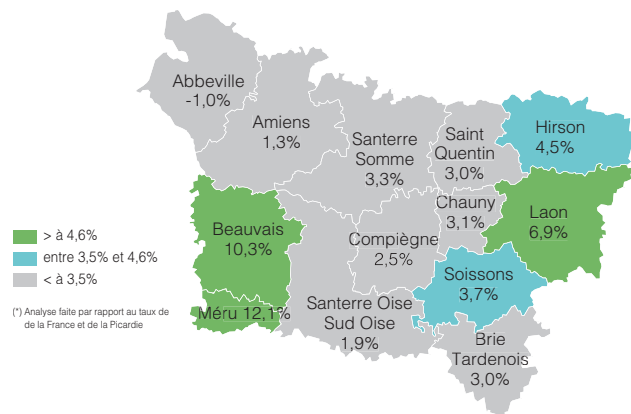 Abbeville
-1,0%
Amiens
1,3%
Santerre
Somme
3,3%
Saint
Quentin
3,0%
Hirson
4,5%
Chauny
3,1%
Laon
6,9%
Beauvais
10,3%
Compiègne
2,5%
Soissons
3,7%
Méru 12,1%
Santerre Oise
Sud Oise
1,9%
Brie
Tardenois
3,0%
> à 4,6%
entre 3,5% et 4,6%
< à 3,5%
(*) Analyse faite par rapport au taux de
de la France et de la Picardie